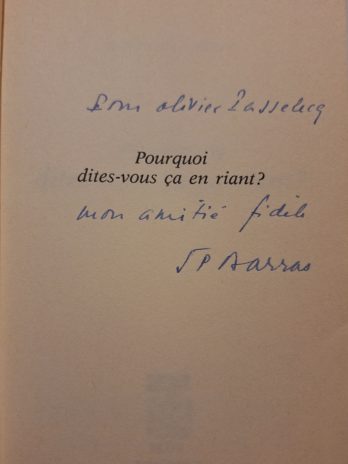 Pour olivier
Pourquoi
dites-vous ça en riant?
mon amitié fidèle
JP Barras